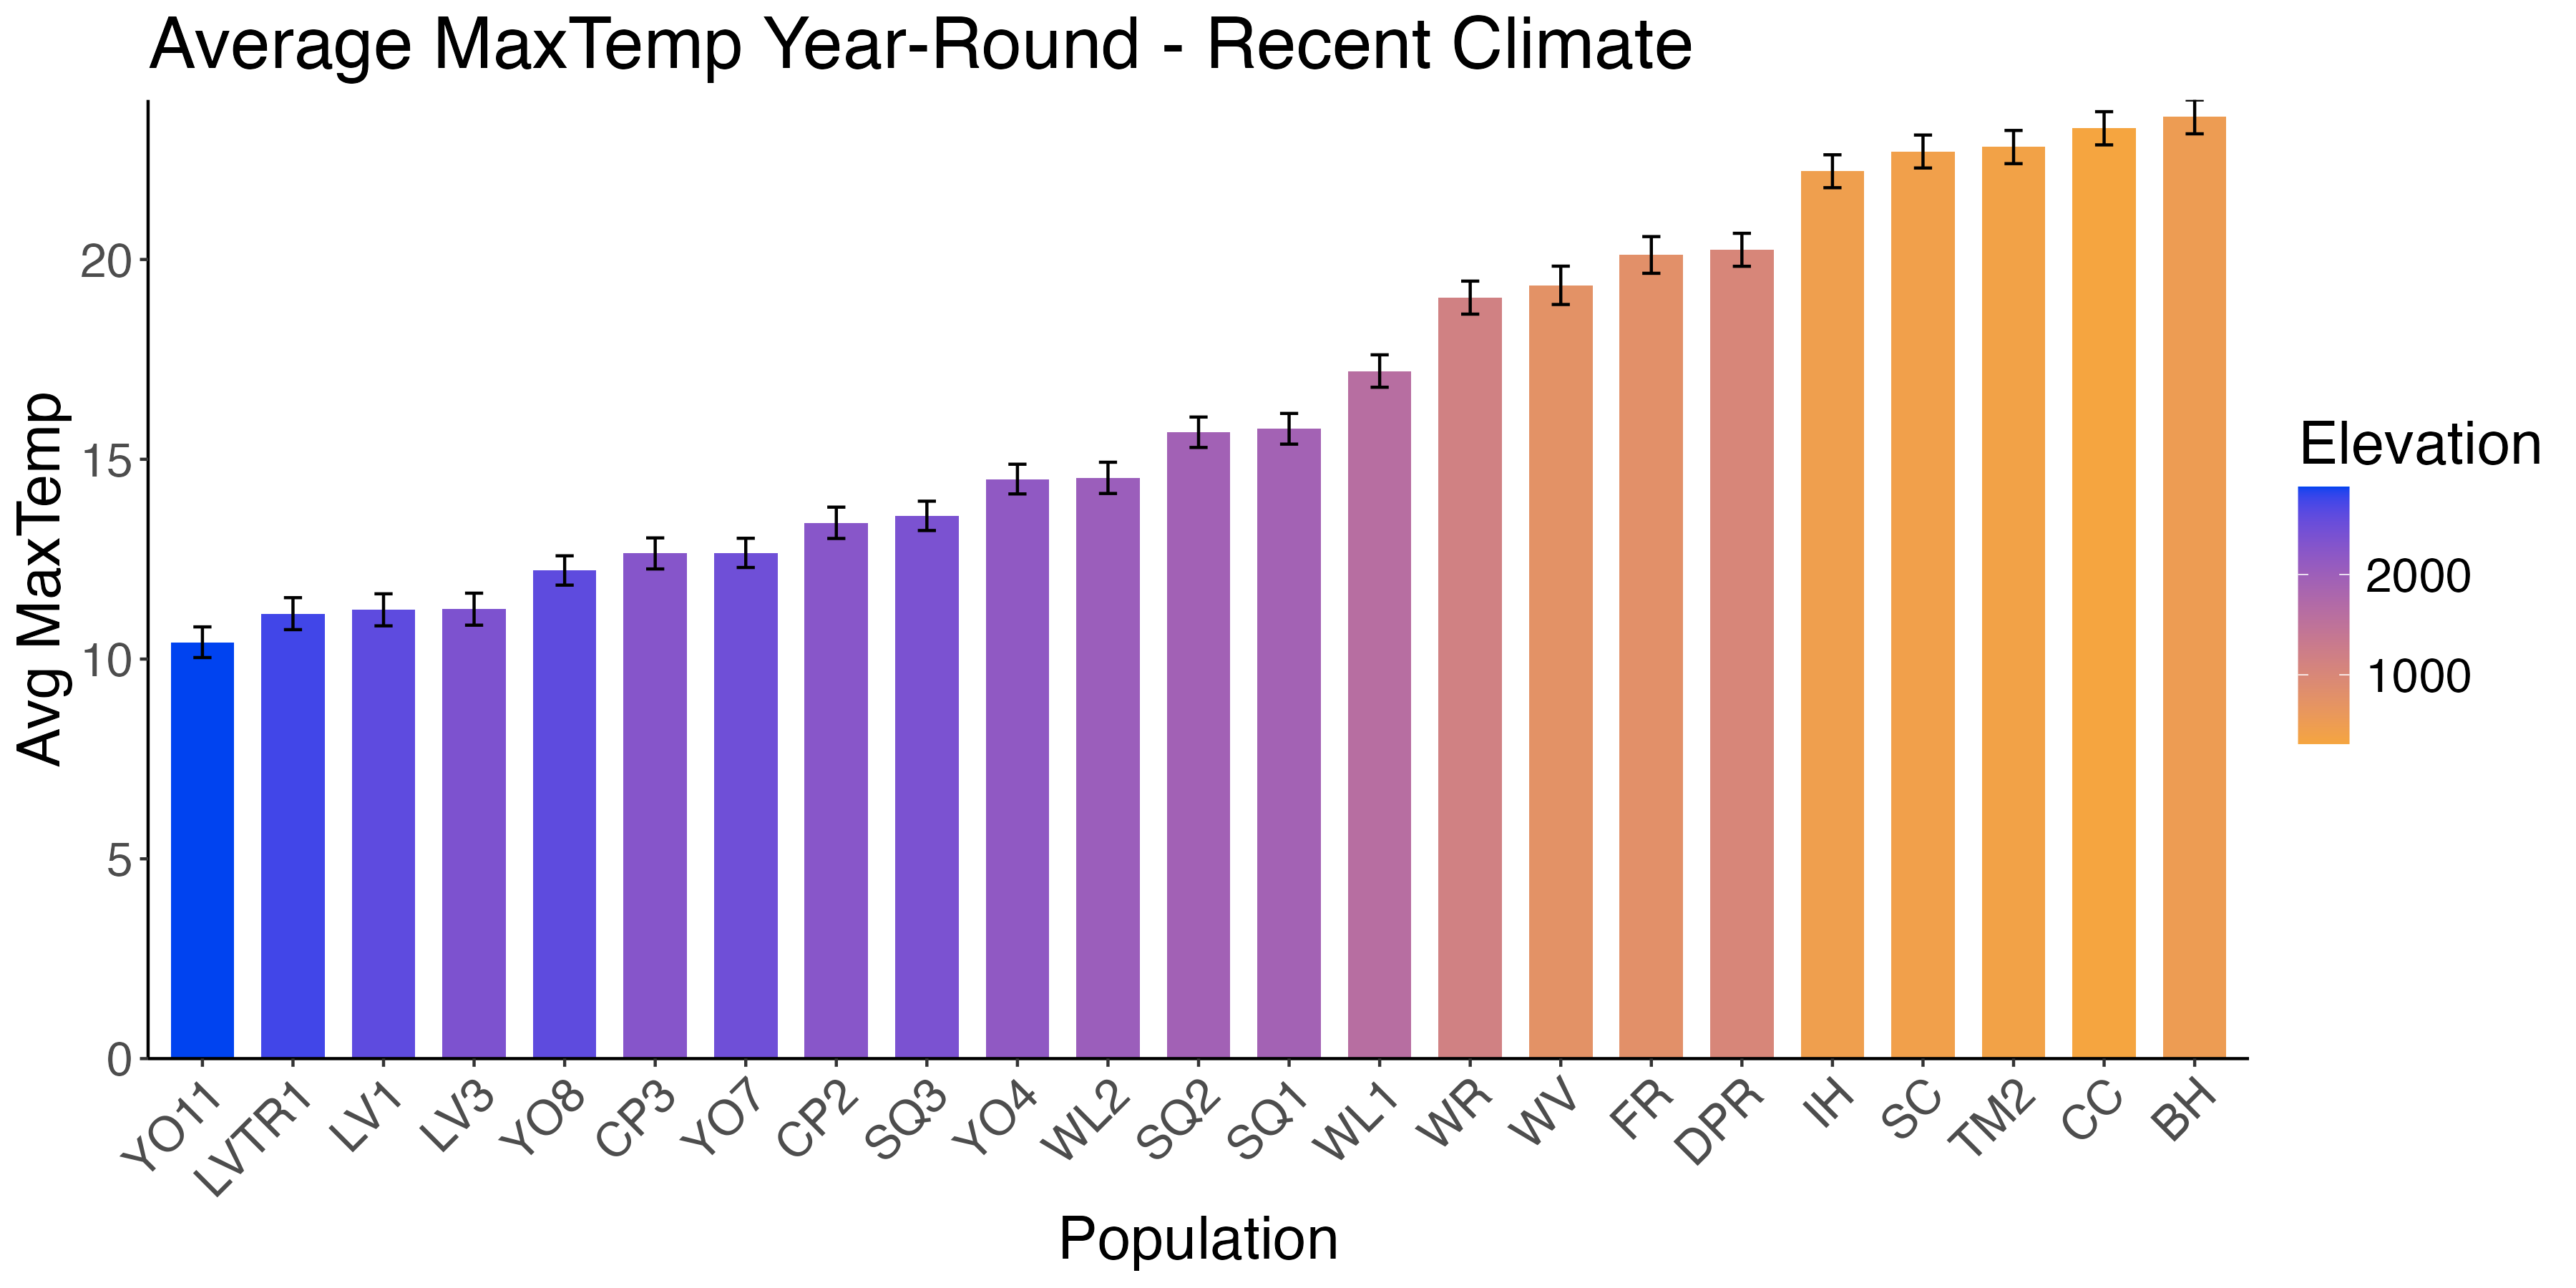 Average MaxTemp Year-Round - Recent Climate
Avg MaxTemp
20
15
10
5
0
YO11
LVTR1
LV1
LV3
YO8
CP3
YO7
CP2
SQ3
YO4
WL2
SQ2
SQ1
WL1
WR
WV
FR
DPR
IH
SC
TM2
CC
BH
Population
Elevation
2000
1000